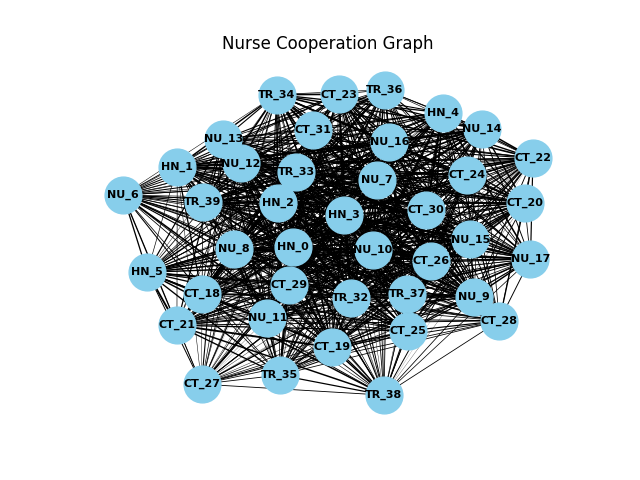 Nurse Cooperation Graph
TR_34
CT_23
TR_36
HN_4
CT_31
NU_14
NU_13
NU_16
NU_12
CT_22
HN_1
TR_33
CT_24
NU_7
NU_6
TR_39
HN_2
CT_20
CT_30
HN_3
NU_15
NU_8
HN_0
NU_10
NU_17
CT_26
HN_5
CT_29
CT_18
TR_32
TR_37
NU_9
NU_11
CT_28
CT_21
CT_25
CT_19
TR_35
CT_27
TR_38